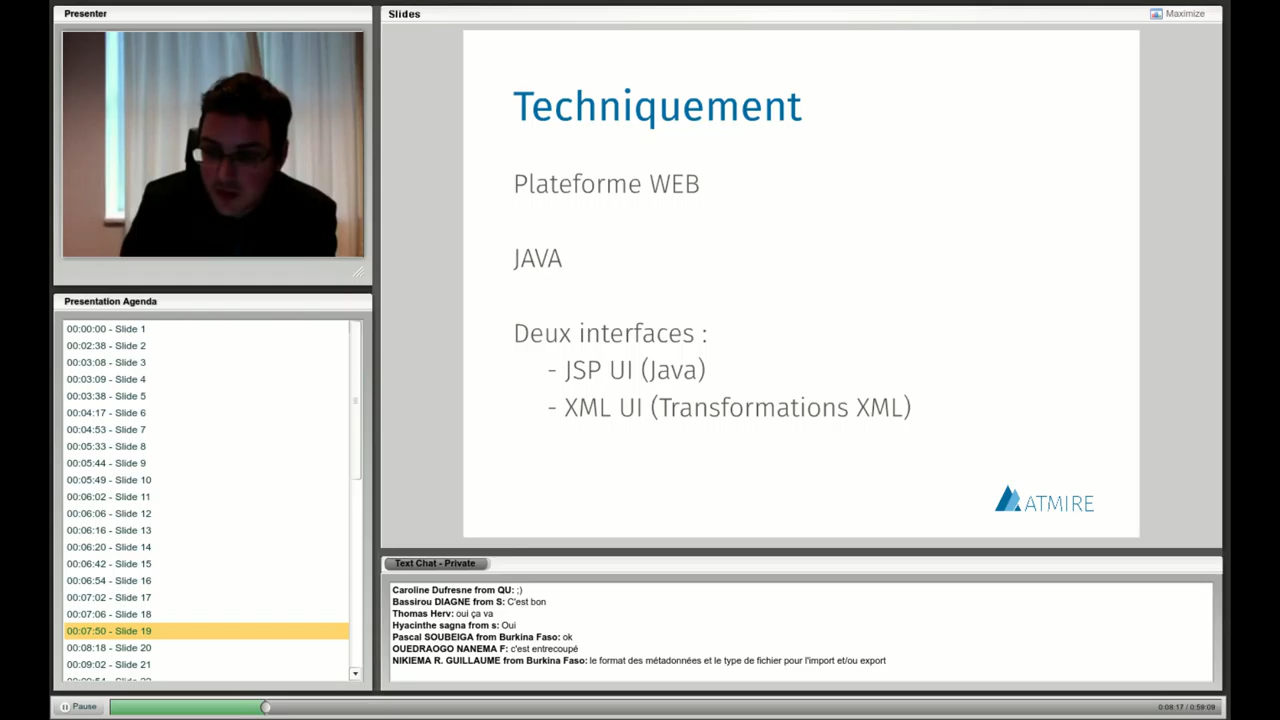 Presenter
Slides
Maximize
Techniquement
Plateforme WEB
JAVA
Deux interfaces :
- JSP UI (Java)
- XML UI (Transformations XML)
ATMIRE
Presentation Agenda
00:00:00 - Slide 1
00:02:38 - Slide 2
00:03:08 - Slide 3
00:03:09 - Slide 4
00:03:38 - Slide 5
00:04:17 - Slide 6
00:04:53 - Slide 7
00:05:33 - Slide 8
00:05:44 - Slide 9
00:05:49 - Slide 10
00:06:02 - Slide 11
00:06:06 - Slide 12
00:06:16 - Slide 13
00:06:20 - Slide 14
00:06:42 - Slide 15
00:06:54 - Slide 16
00:07:02 - Slide 17
00:07:06 - Slide 18
00:07:50 - Slide 19
00:08:18 - Slide 20
00:09:02 - Slide 21
Text Chat - Private
Caroline Dufresne from QU: ;)
Bassirou DIAGNE from S: C'est bon
Thomas Herv: oui ça va
Hyacinthe sagna from s: Oui
Pascal SOUBEIGA from Burkina Faso: ok
OUEDRAOGO NANEMA F: c'est entrecoupé
NIKIEMA R. GUILLAUME from Burkina Faso: le format des métadonnées et le type de fichier pour l'import et/ou export
Pause
0:08:17 / 0:59:09